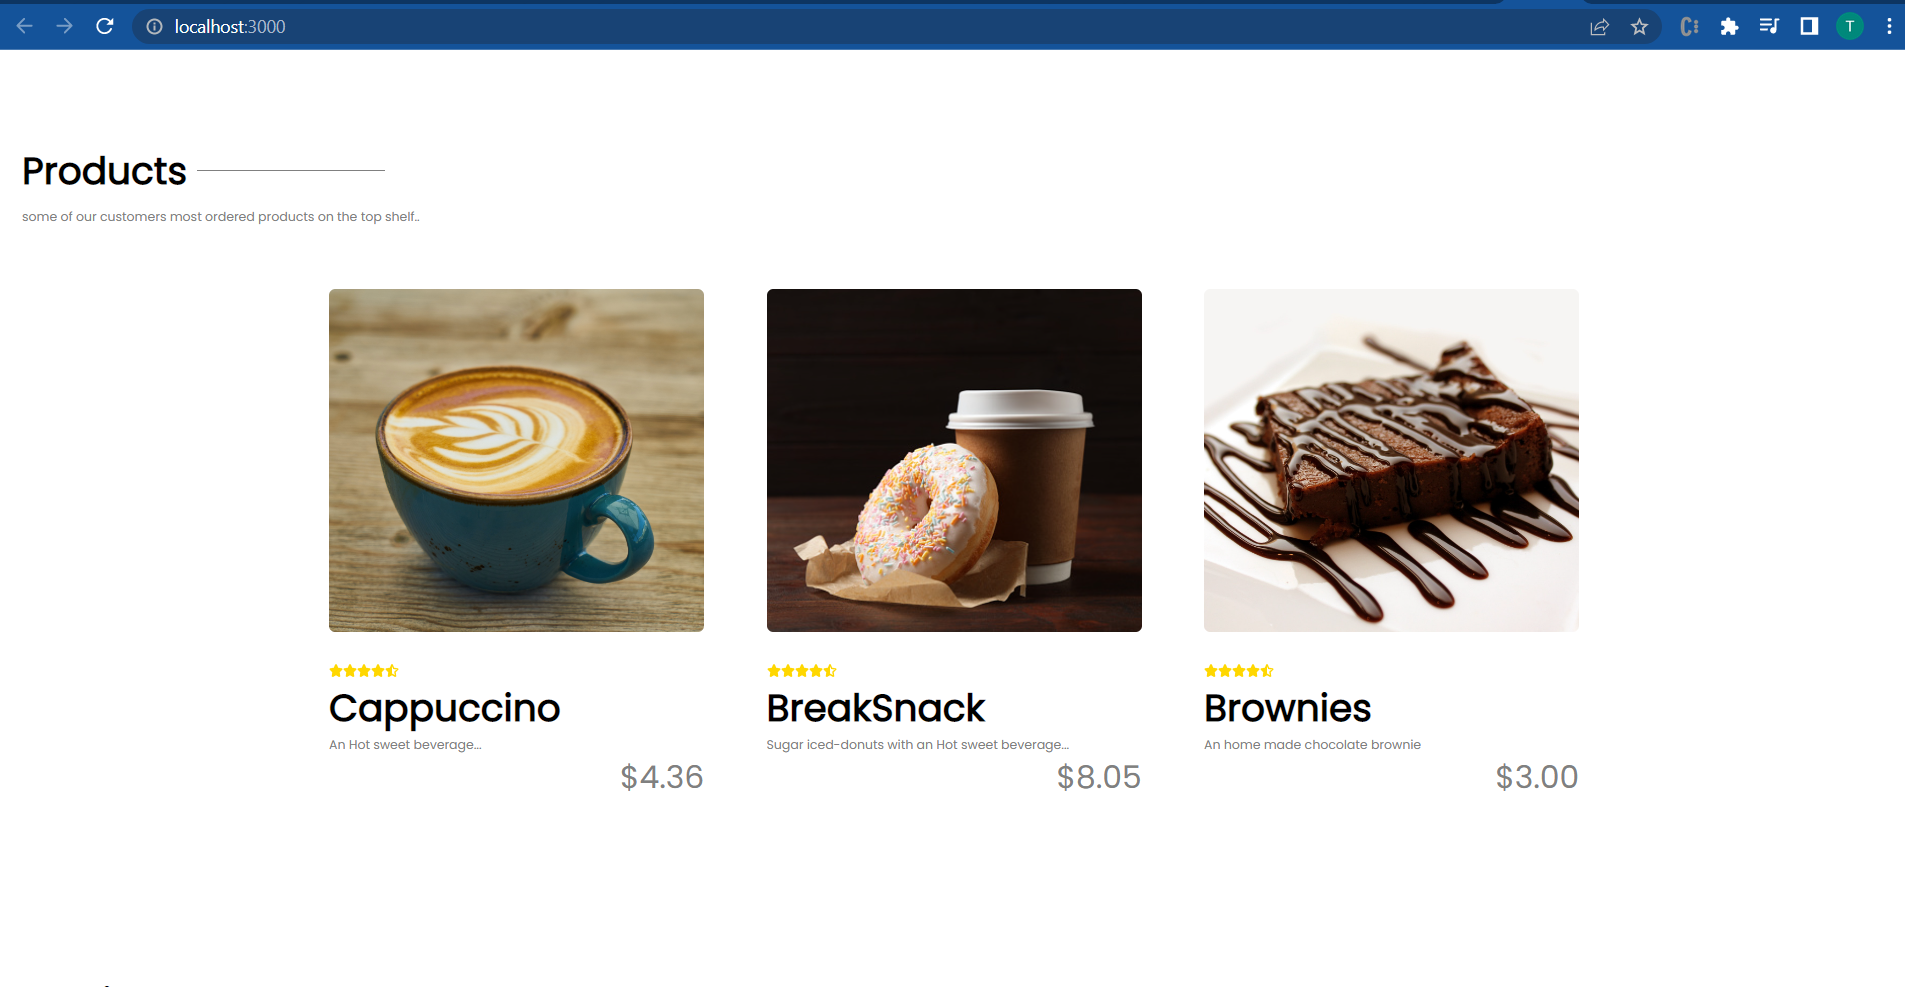 localhost:3000
T
Products
some of our customers most ordered products on the top shelf..
Cappuccino
An Hot sweet beverage...
$4.36
BreakSnack
Sugar iced-donuts with an Hot sweet beverage...
$8.05
Brownies
An home made chocolate brownie
$3.00